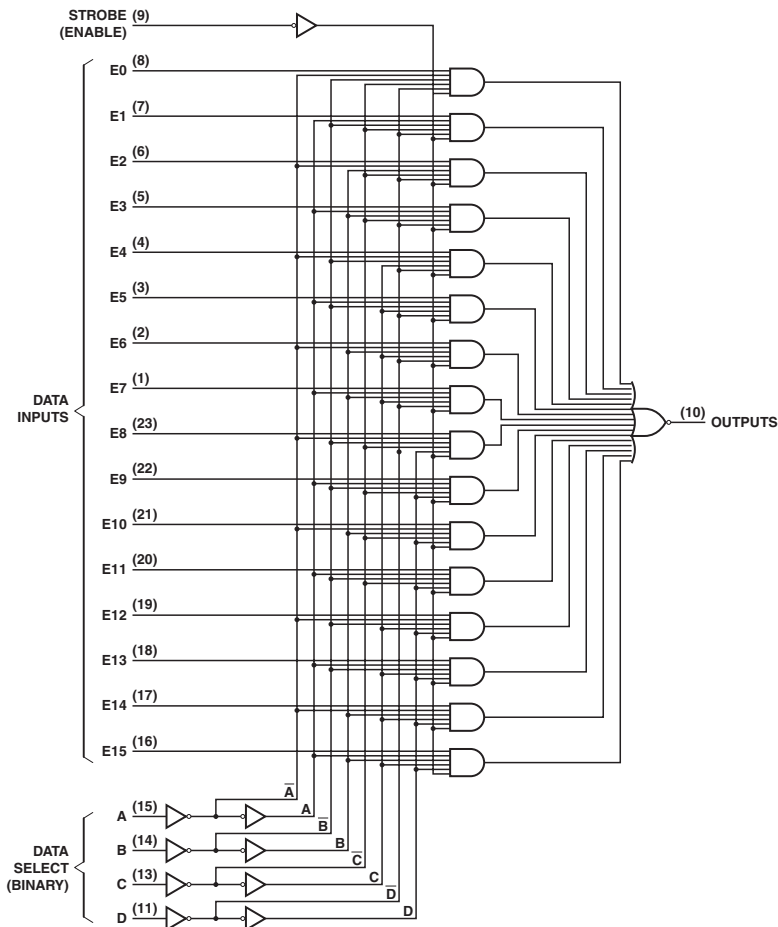 STROBE (9)
(ENABLE)
E0 (8)
E1 (7)
E2 (6)
E3 (5)
E4 (4)
E5 (3)
E6 (2)
E7 (1)
DATA
INPUTS
E8 (23)
E9 (22)
E10 (21)
E11 (20)
E12 (19)
E13 (18)
E14 (17)
E15 (16)
(10) OUTPUTS
DATA
SELECT
(BINARY)
A (15)
B (14)
C (13)
D (11)
A̅
A
B̅
B
C̅
C
D̅
D